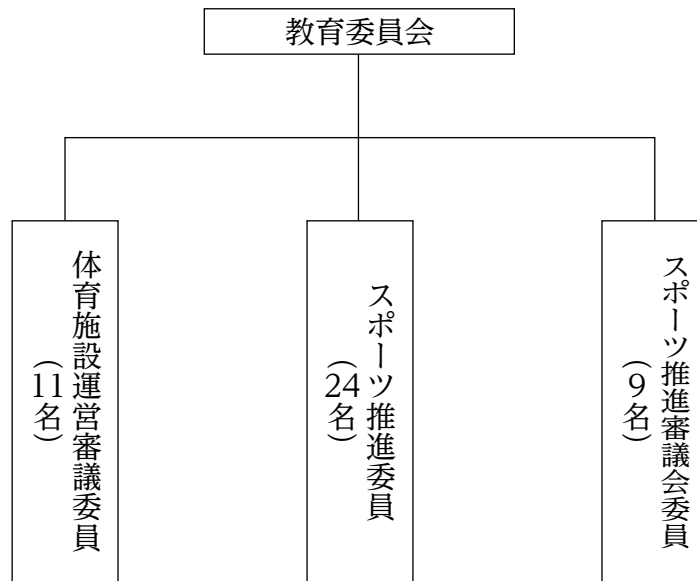 教育委員会
体育施設運営審議委員
（11名）
スポーツ推進委員
（24名）
スポーツ推進審議会委員
（9名）